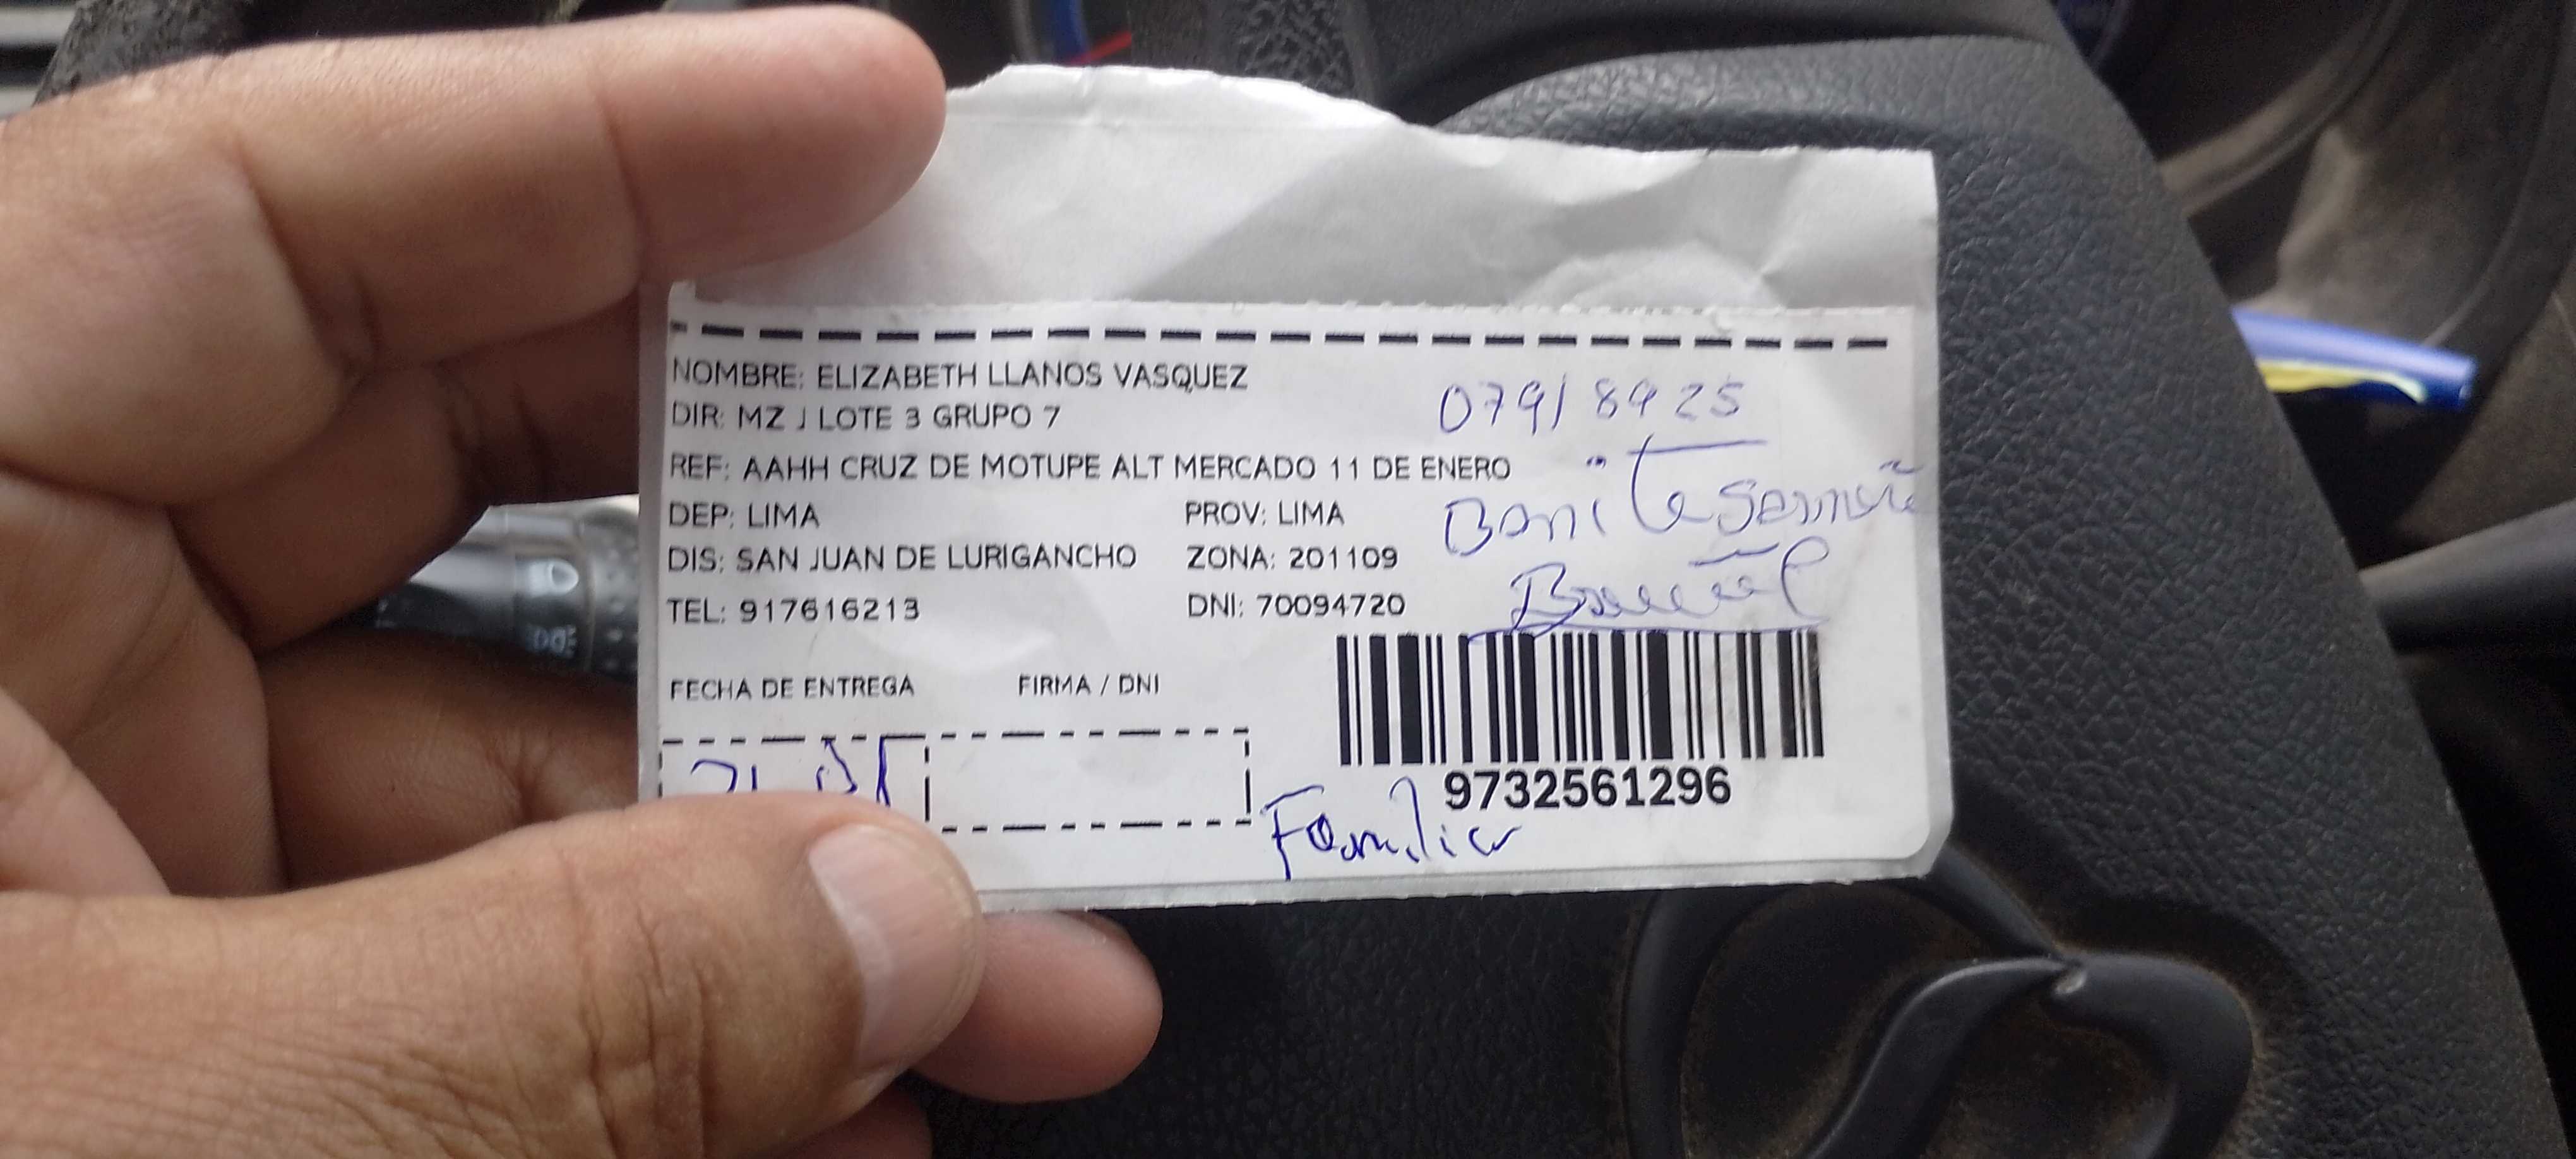 NOMBRE: ELIZABETH LLANOS VASQUEZ
DIR: MZ J LOTE 3 GRUPO 7
07918925
REF: AAHH CRUZ DE MOTUPE ALT MERCADO 11 DE ENERO
DEP: LIMA PROV: LIMA
DIS: SAN JUAN DE LURIGANCHO ZONA: 201109
TEL: 917616213 DNI: 70094720
FECHA DE ENTREGA FIRMA / DNI
9732561296
Familia